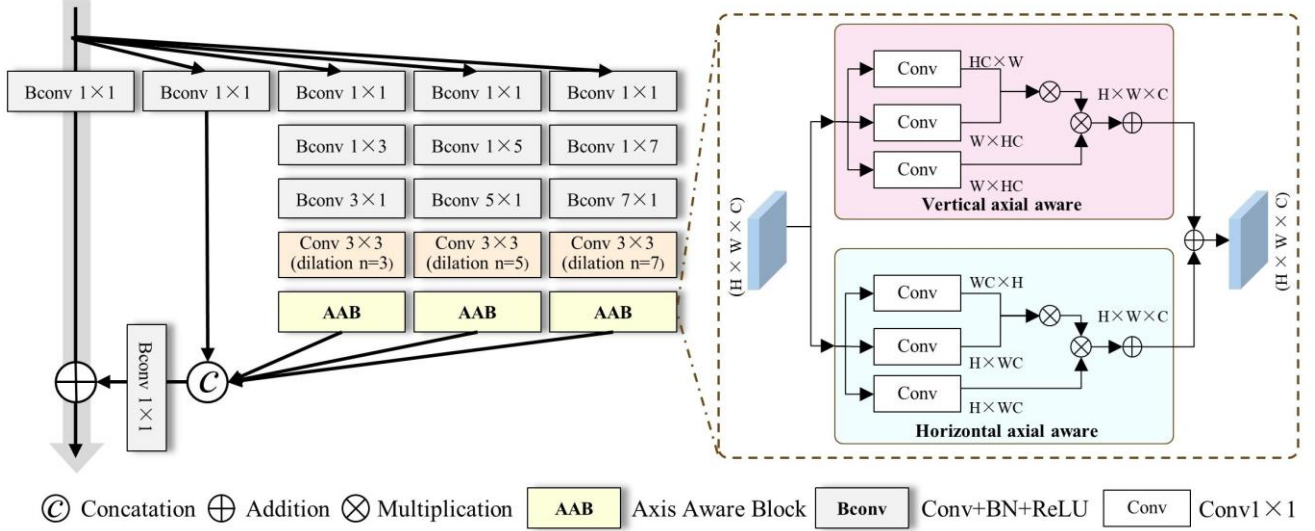 Bconv 1×1 Bconv 1×1 Bconv 1×1 Bconv 1×1 Bconv 1×1
Bconv 1×3 Bconv 1×5 Bconv 1×7
Bconv 3×1 Bconv 5×1 Bconv 7×1
Conv 3×3 Conv 3×3 Conv 3×3
(dilation n=3) (dilation n=5) (dilation n=7)
AAB AAB AAB
Bconv 1×1
C
(H×W×C)
Conv
HC×W
Conv
W×HC
Conv
W×HC
H×W×C
Vertical axial aware
Conv
WC×H
Conv
H×WC
Conv
H×WC
H×W×C
Horizontal axial aware
(H×W×C)
C Concatation Addition Multiplication AAB Axis Aware Block Bconv Conv+BN+ReLU Conv Conv1×1